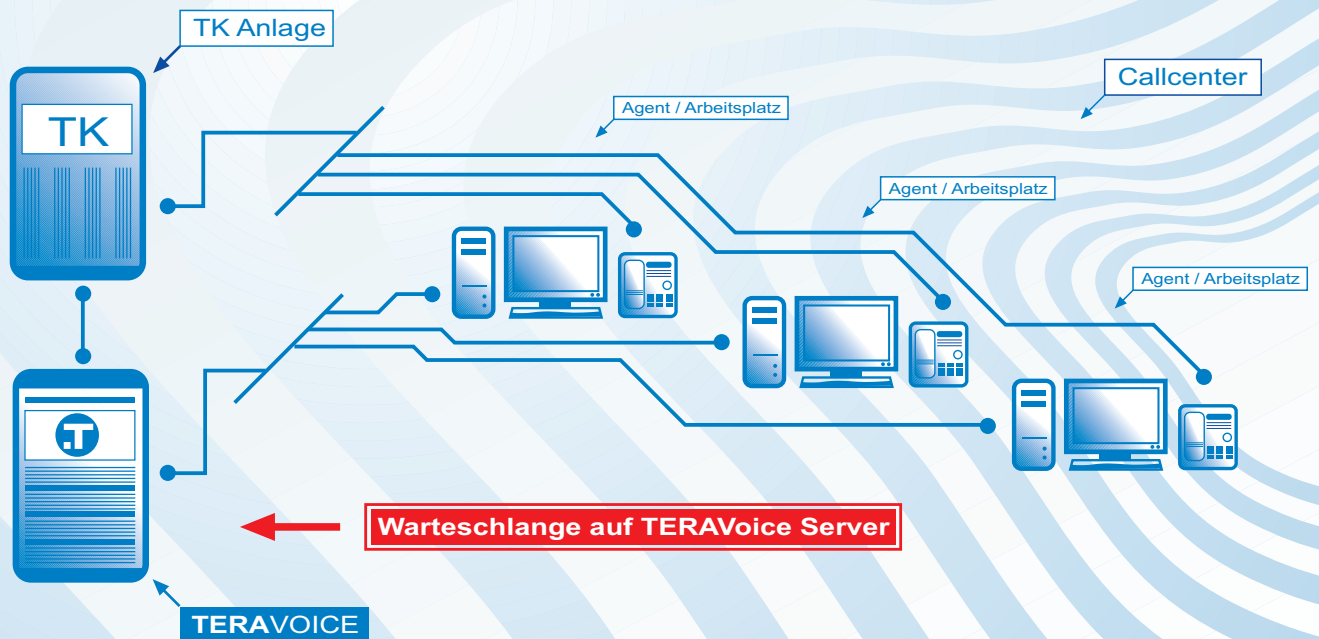 TK Anlage
TK
Callcenter
Agent / Arbeitsplatz
Agent / Arbeitsplatz
Agent / Arbeitsplatz
.T
Warteschlange auf TERAVoice Server
TERAVOICE